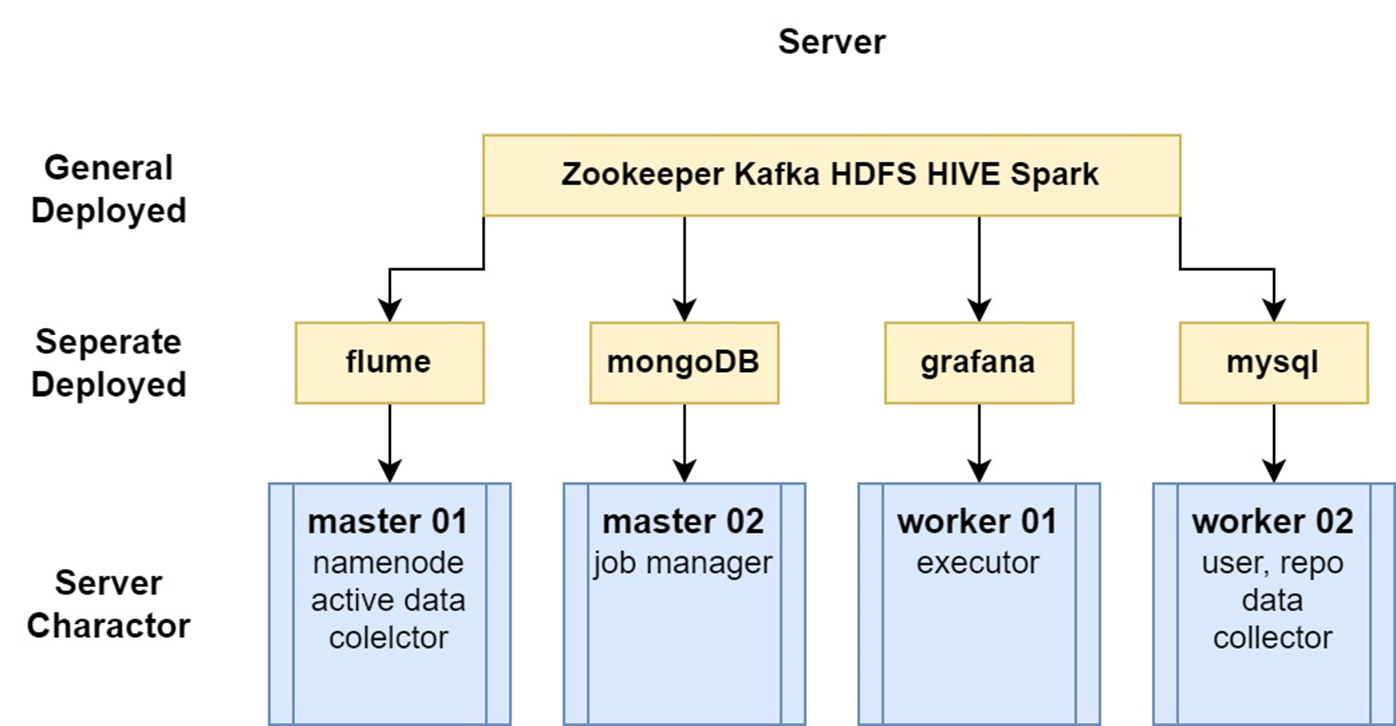 Server
General
Deployed
Zookeeper Kafka HDFS HIVE Spark
Seperate
Deployed
flume
mongoDB
grafana
mysql
Server
Charactor
master 01
namenode
active data
colelctor
master 02
job manager
worker 01
executor
worker 02
user, repo
data
collector